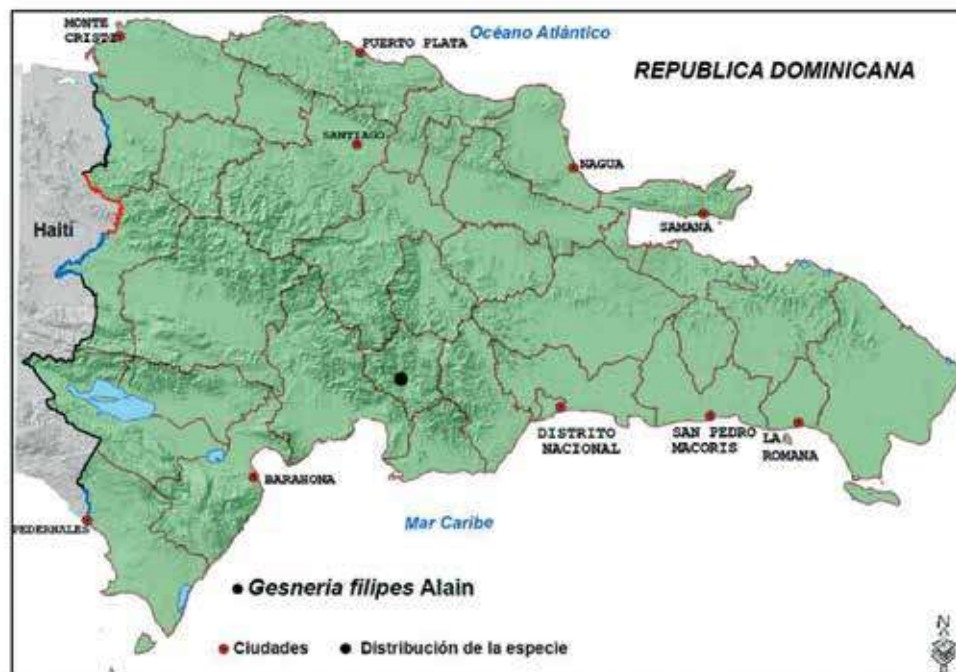 MONTE
CRISTI
Océano Atlántico
PUERTO PLATA
REPUBLICA DOMINICANA
SANTIAGO
NAGUA
SAMANA
Haití
DISTRITO
NACIONAL
SAN PEDRO
MACORIS
LA
ROMANA
BARAHONA
PEDERNALES
Mar Caribe
Gesneria filipes Alain
Ciudades
Distribución de la especie
N